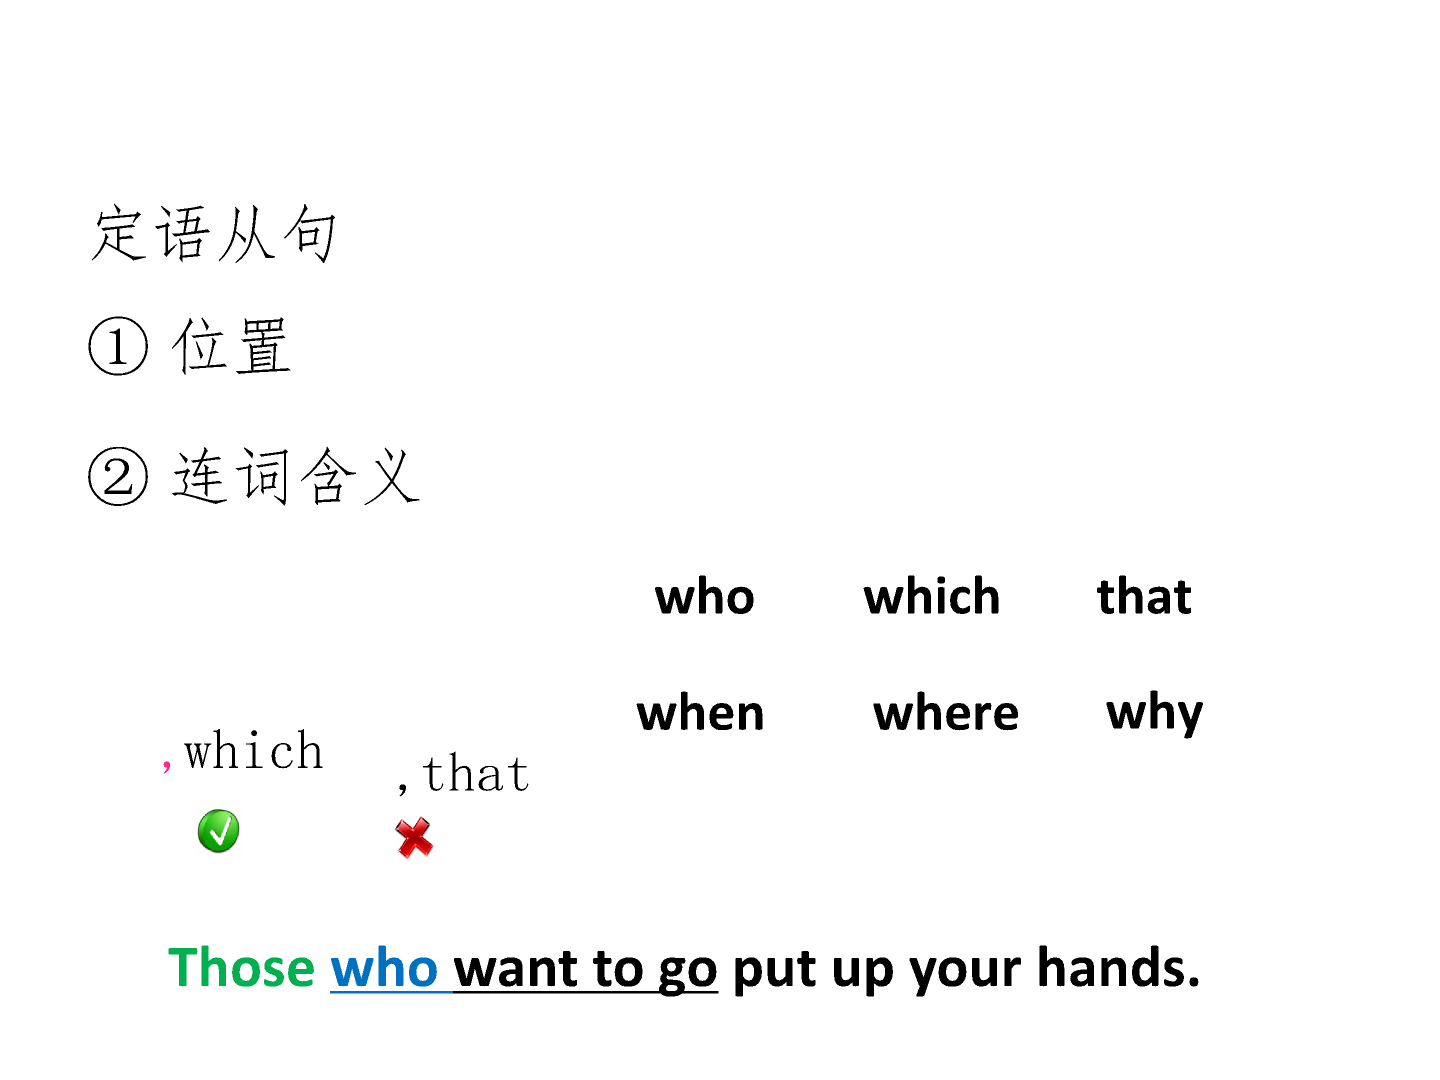 定语从句
① 位置
② 连词含义
who which that
when where why
,which ,that
Those who want to go put up your hands.